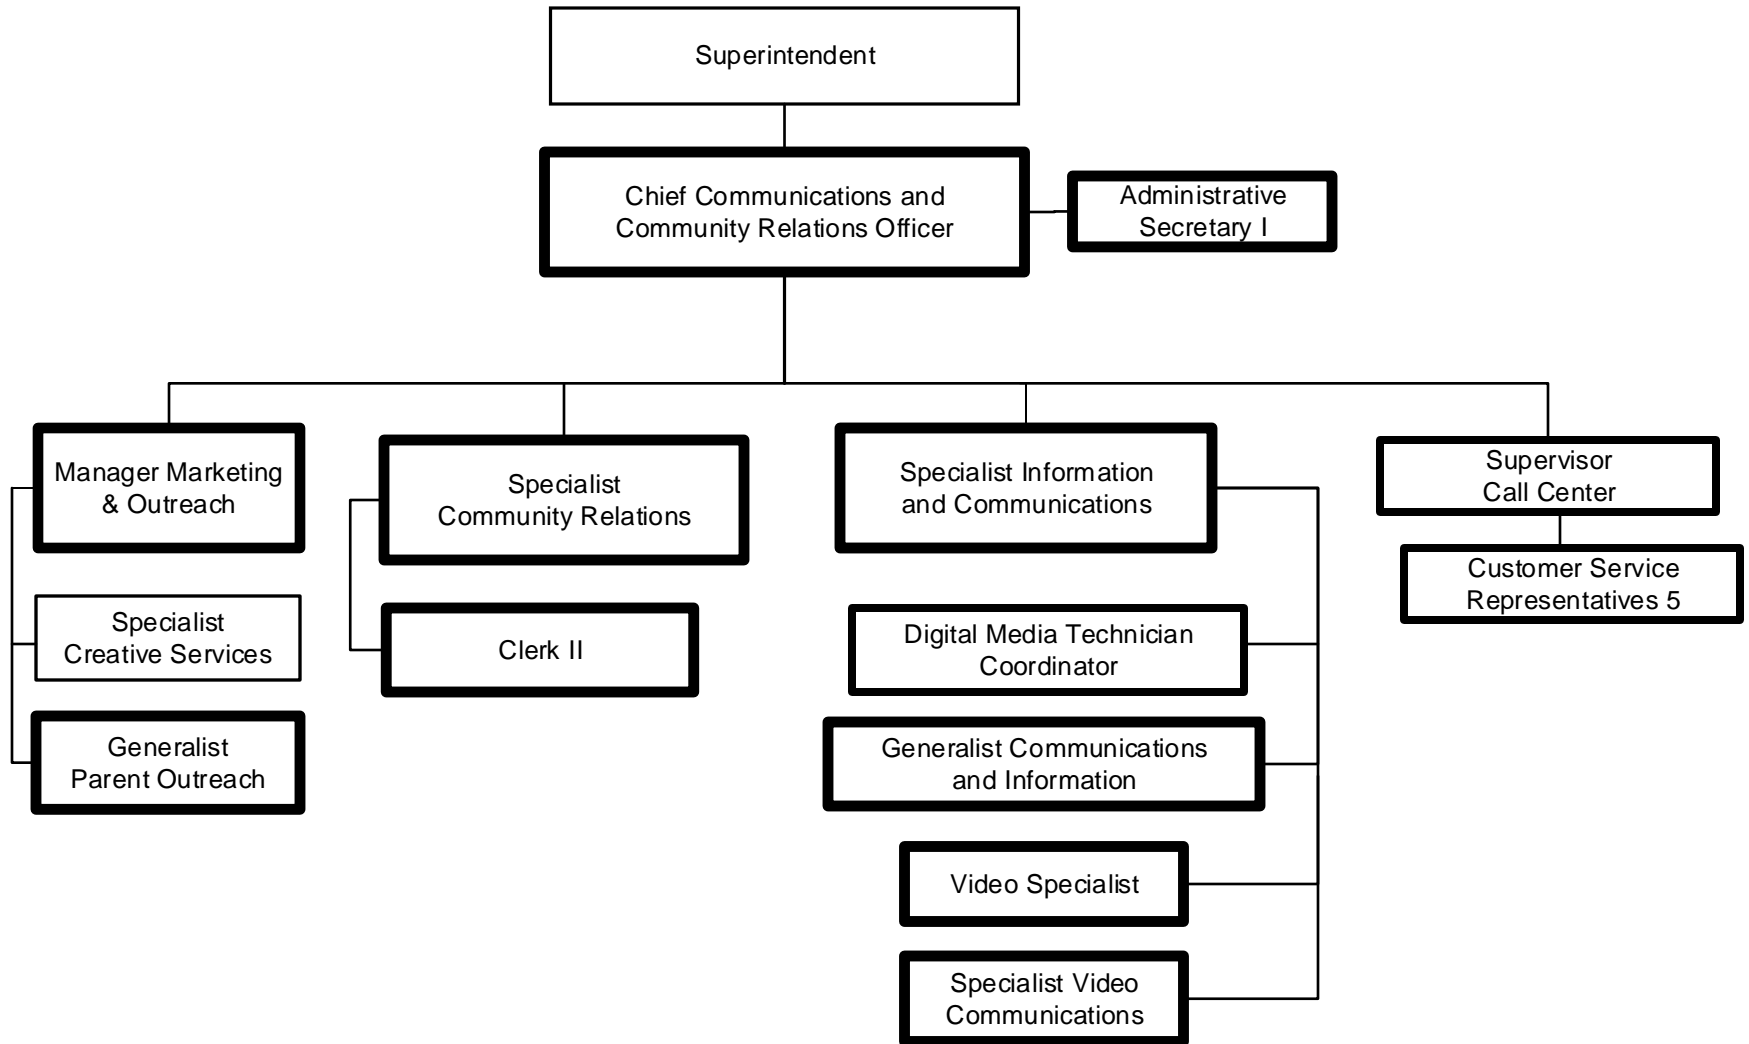 Superintendent
Chief Communications and
Community Relations Officer
Administrative
Secretary I
Manager Marketing
& Outreach
Specialist
Creative Services
Generalist
Parent Outreach
Specialist
Community Relations
Clerk II
Specialist Information
and Communications
Digital Media Technician
Coordinator
Generalist Communications
and Information
Video Specialist
Specialist Video
Communications
Supervisor
Call Center
Customer Service
Representatives 5